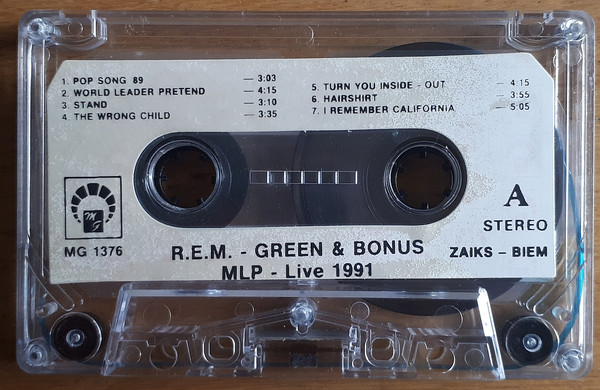 1. POP SONG 89 — 3:03
2. WORLD LEADER PRETEND — 4:15
3. STAND — 3:10
4. THE WRONG CHILD — 3:35
5. TURN YOU INSIDE - OUT — 4:15
6. HAIRSHIRT — 3:55
7. I REMEMBER CALIFORNIA — 5:05
MG
MG 1376
A
STEREO
R.E.M. - GREEN & BONUS
MLP - Live 1991
ZAIKS – BIEM